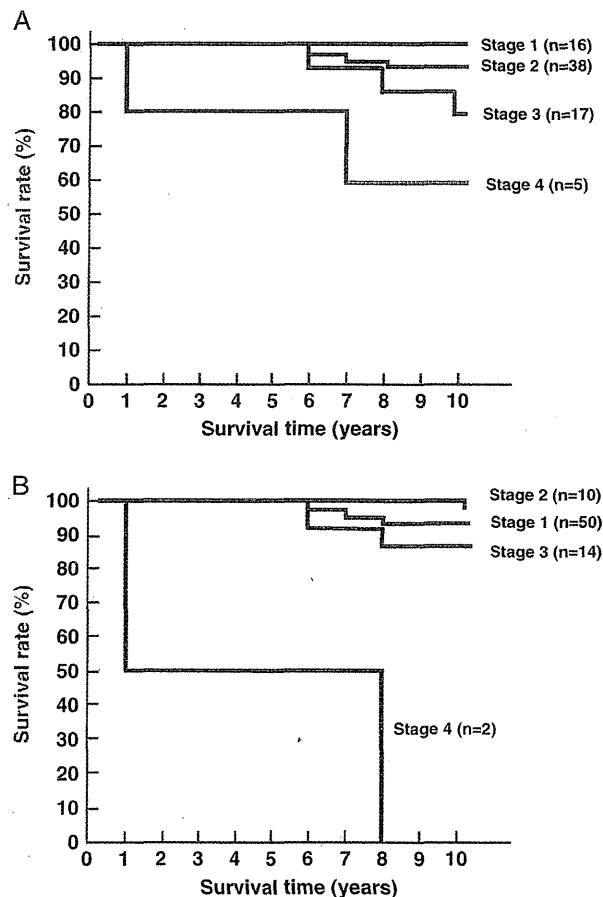 A
100
90
80
70
60
50
40
30
20
10
0
Survival rate (%)
0 1 2 3 4 5 6 7 8 9 10
Survival time (years)
Stage 1 (n=16)
Stage 2 (n=38)
Stage 3 (n=17)
Stage 4 (n=5)
B
100
90
80
70
60
50
40
30
20
10
0
Survival rate (%)
0 1 2 3 4 5 6 7 8 9 10
Survival time (years)
Stage 2 (n=10)
Stage 1 (n=50)
Stage 3 (n=14)
Stage 4 (n=2)